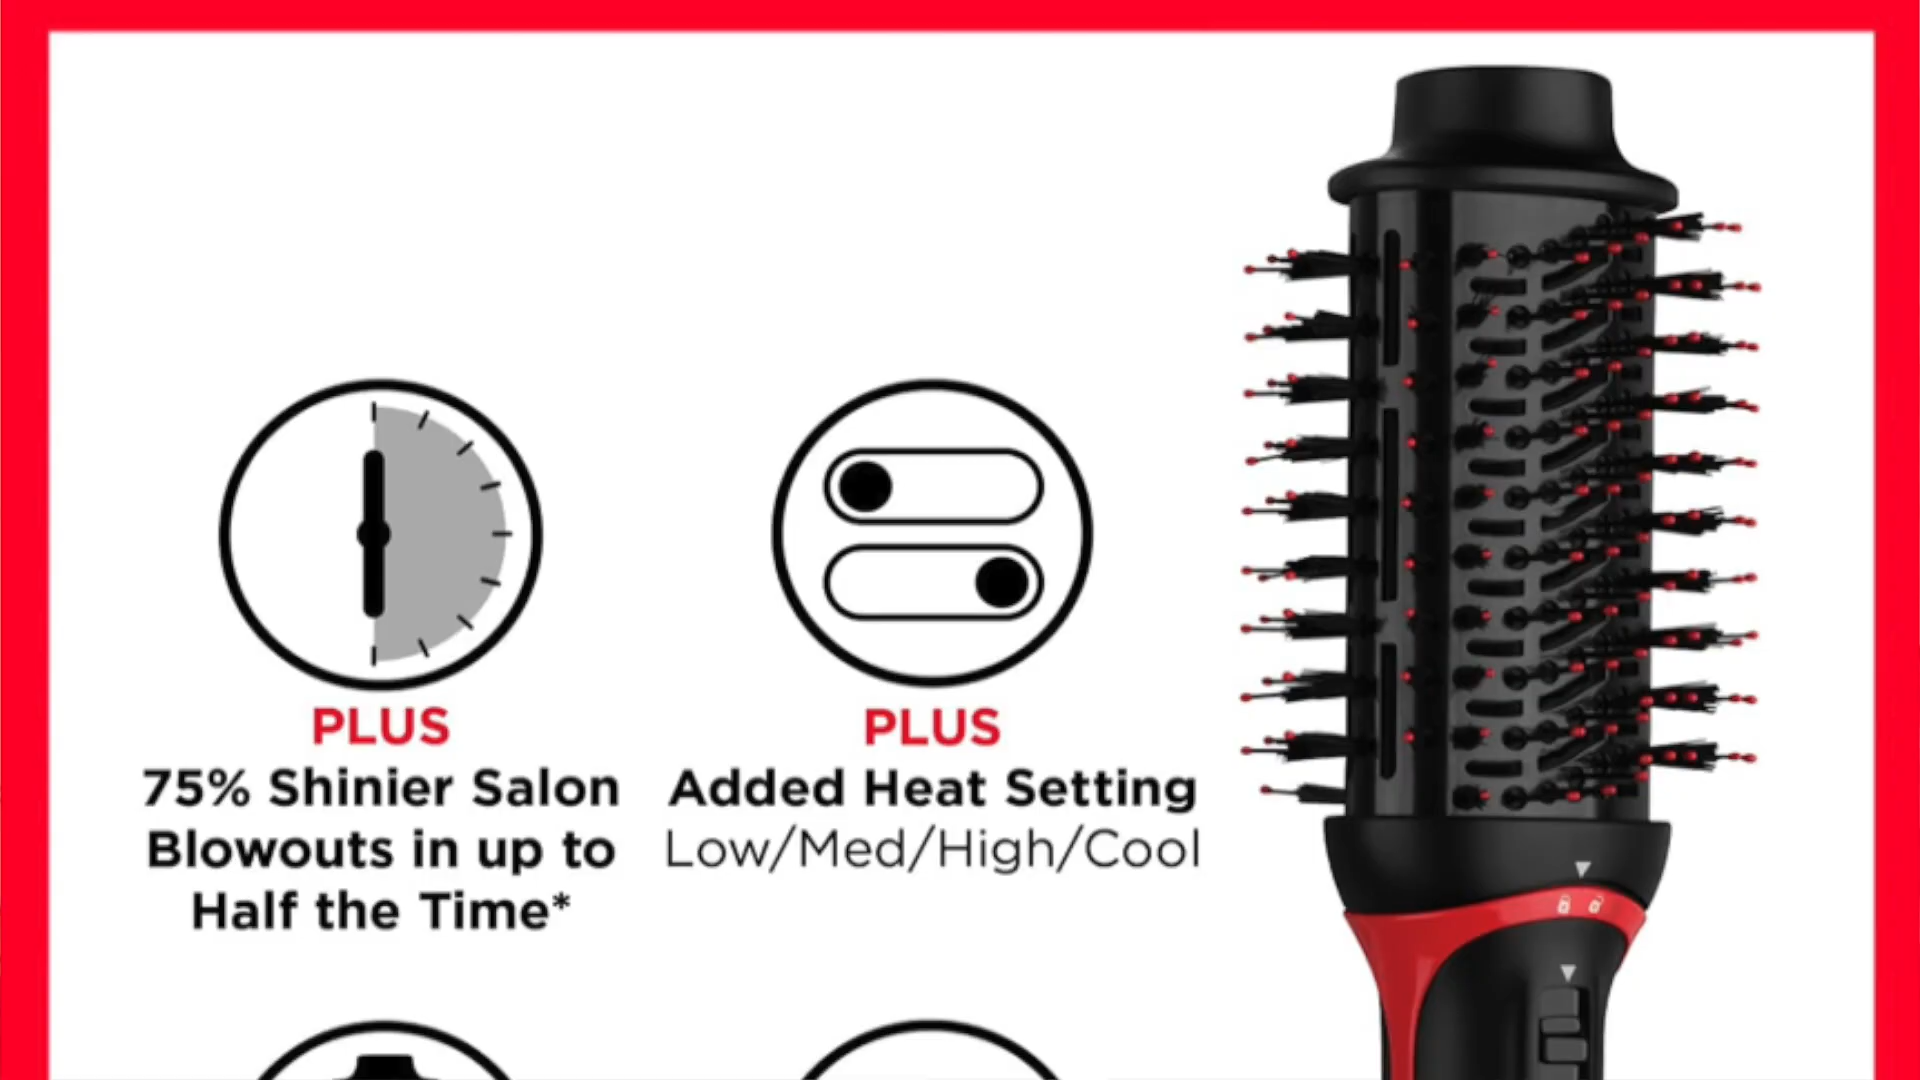 PLUS
75% Shinier Salon
Blowouts in up to
Half the Time*
PLUS
Added Heat Setting
Low/Med/High/Cool